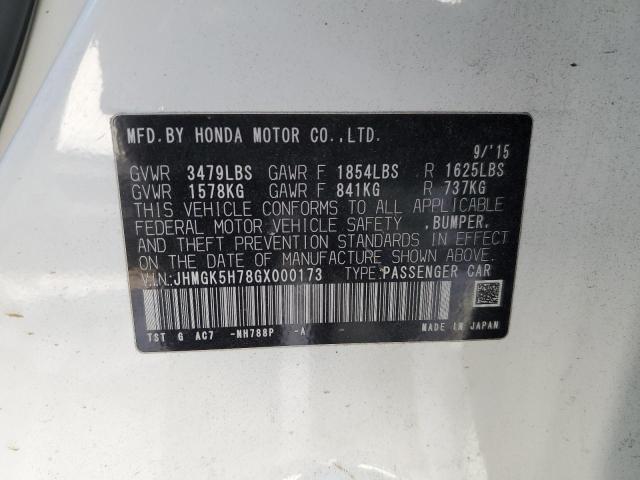 MFD.BY HONDA MOTOR CO.,LTD.
9/'15
GVWR 3479LBS GAWR F 1854LBS R 1625LBS
GVWR 1578KG GAWR F 841KG R 737KG
THIS VEHICLE CONFORMS TO ALL APPLICABLE
FEDERAL MOTOR VEHICLE SAFETY ,BUMPER,
AND THEFT PREVENTION STANDARDS IN EFFECT
ON THE DATE OF MANUFACTURE SHOWN ABOVE.
V.I.N.:JHMGK5H78GX000173 TYPE:PASSENGER CAR
TST G AC7 -NH788P -A -
MADE IN JAPAN